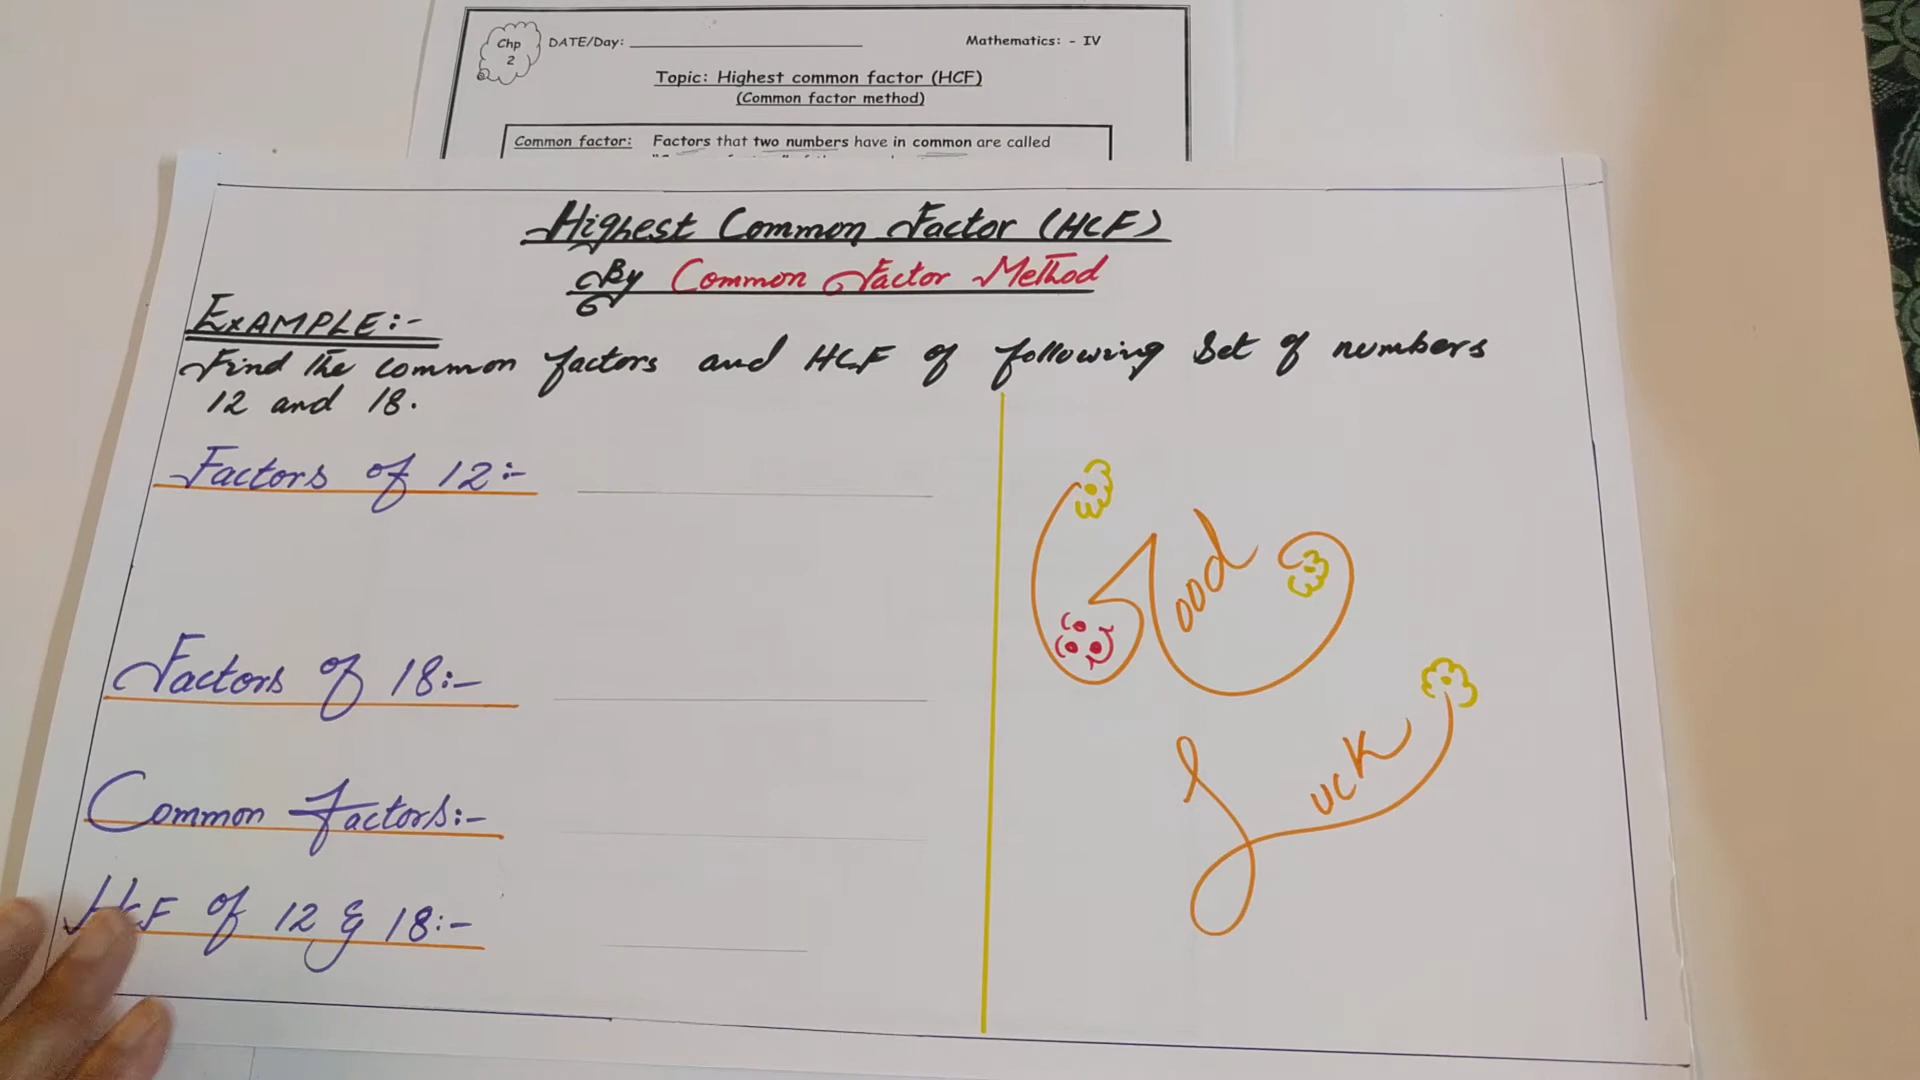 Chp
2
DATE/Day:
Mathematics: - IV
Topic: Highest common factor (HCF)
(Common factor method)
Common factor: Factors that two numbers have in common are called
Highest Common Factor (HCF)
By Common Factor Method
EXAMPLE:-
Find the common factors and HCF of following set of numbers
12 and 18.
Factors of 12:-
Factors of 18:-
Common Factors:-
HCF of 12 & 18:-
Good
Luck